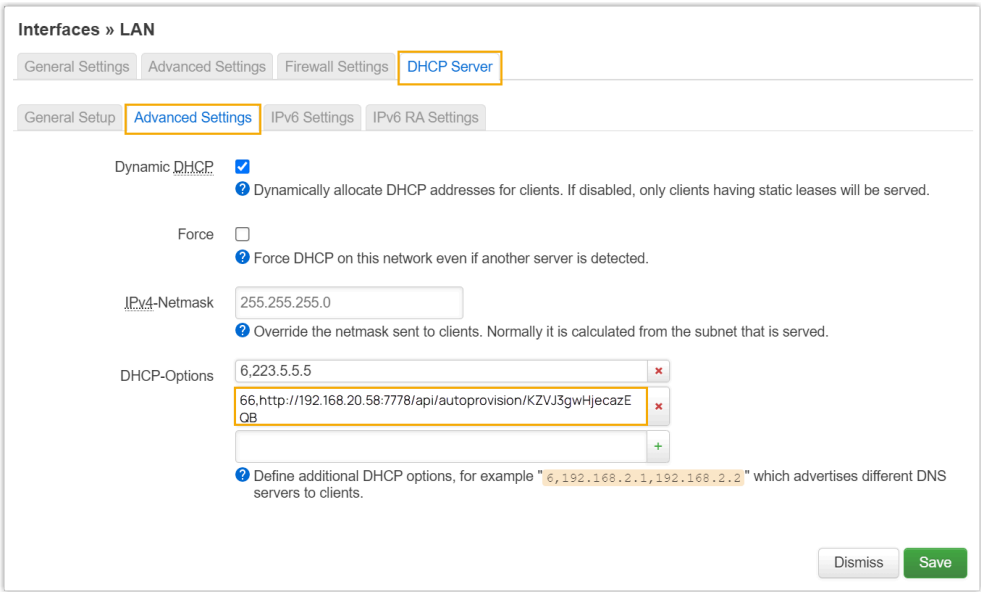 Interfaces » LAN
General Settings
Advanced Settings
Firewall Settings
DHCP Server
General Setup
Advanced Settings
IPv6 Settings
IPv6 RA Settings
Dynamic DHCP
Dynamically allocate DHCP addresses for clients. If disabled, only clients having static leases will be served.
Force
Force DHCP on this network even if another server is detected.
IPv4-Netmask
255.255.255.0
Override the netmask sent to clients. Normally it is calculated from the subnet that is served.
DHCP-Options
6,223.5.5.5
66,http://192.168.20.58:7778/api/autoprovision/KZVJ3gwHjecazE
QB
Define additional DHCP options, for example "6,192.168.2.1,192.168.2.2" which advertises different DNS
servers to clients.
Dismiss
Save